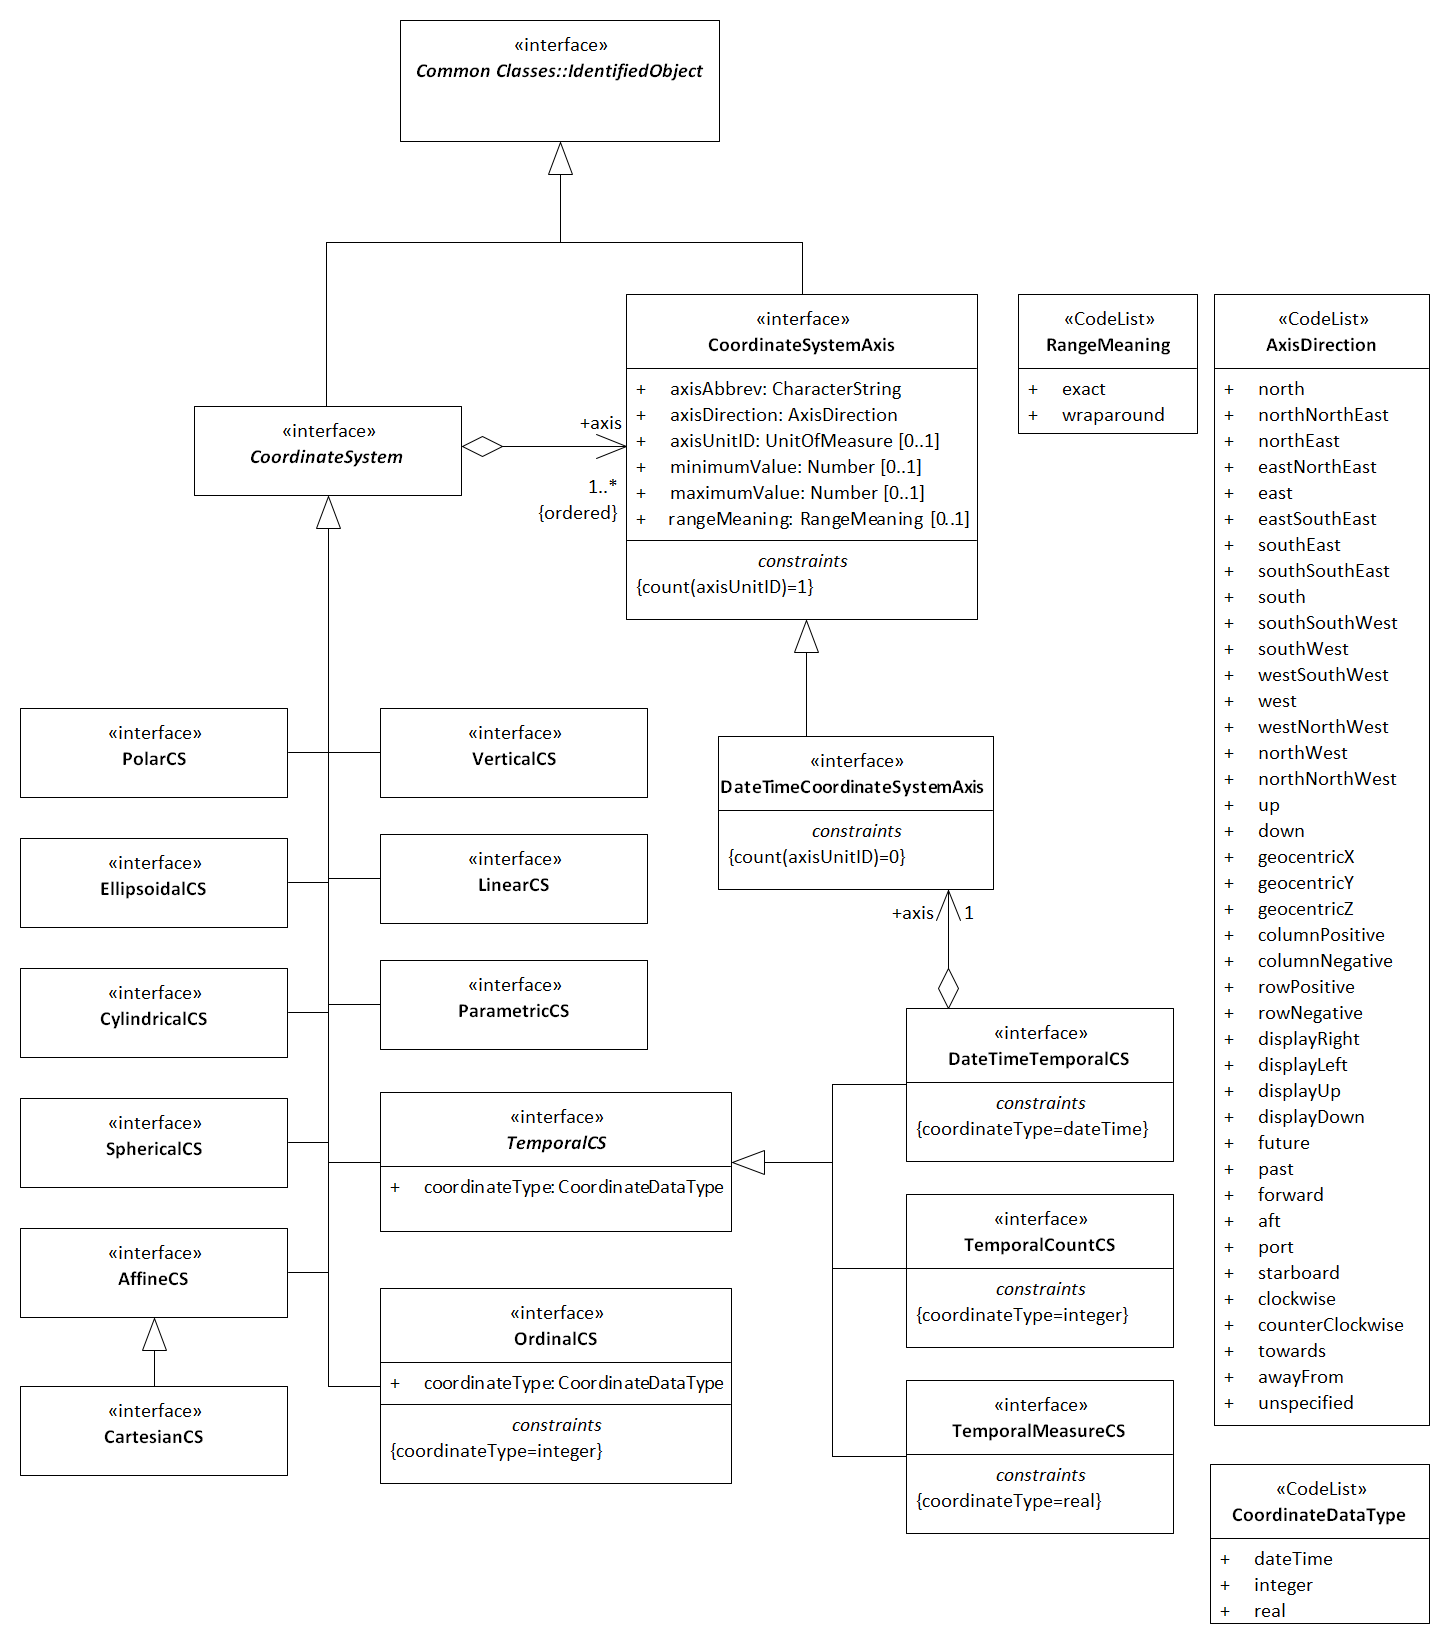 «interface»
Common Classes::IdentifiedObject
«interface»
CoordinateSystem
+axis
1..*
{ordered}
«interface»
CoordinateSystemAxis
+ axisAbbrev: CharacterString
+ axisDirection: AxisDirection
+ axisUnitID: UnitOfMeasure [0..1]
+ minimumValue: Number [0..1]
+ maximumValue: Number [0..1]
+ rangeMeaning: RangeMeaning [0..1]
constraints
{count(axisUnitID)=1}
«CodeList»
RangeMeaning
+ exact
+ wraparound
«CodeList»
AxisDirection
+ north
+ northNorthEast
+ northEast
+ eastNorthEast
+ east
+ eastSouthEast
+ southEast
+ southSouthEast
+ south
+ southSouthWest
+ southWest
+ westSouthWest
+ west
+ westNorthWest
+ northWest
+ northNorthWest
+ up
+ down
+ geocentricX
+ geocentricY
+ geocentricZ
+ columnPositive
+ columnNegative
+ rowPositive
+ rowNegative
+ displayRight
+ displayLeft
+ displayUp
+ displayDown
+ future
+ past
+ forward
+ aft
+ port
+ starboard
+ clockwise
+ counterClockwise
+ towards
+ awayFrom
+ unspecified
«interface»
PolarCS
«interface»
VerticalCS
«interface»
DateTimeCoordinateSystemAxis
constraints
{count(axisUnitID)=0}
+axis 1
«interface»
EllipsoidalCS
«interface»
LinearCS
«interface»
CylindricalCS
«interface»
ParametricCS
«interface»
DateTimeTemporalCS
constraints
{coordinateType=dateTime}
«interface»
SphericalCS
«interface»
TemporalCS
+ coordinateType: CoordinateDataType
«interface»
TemporalCountCS
constraints
{coordinateType=integer}
«interface»
AffineCS
«interface»
OrdinalCS
+ coordinateType: CoordinateDataType
constraints
{coordinateType=integer}
«interface»
CartesianCS
«interface»
TemporalMeasureCS
constraints
{coordinateType=real}
«CodeList»
CoordinateDataType
+ dateTime
+ integer
+ real